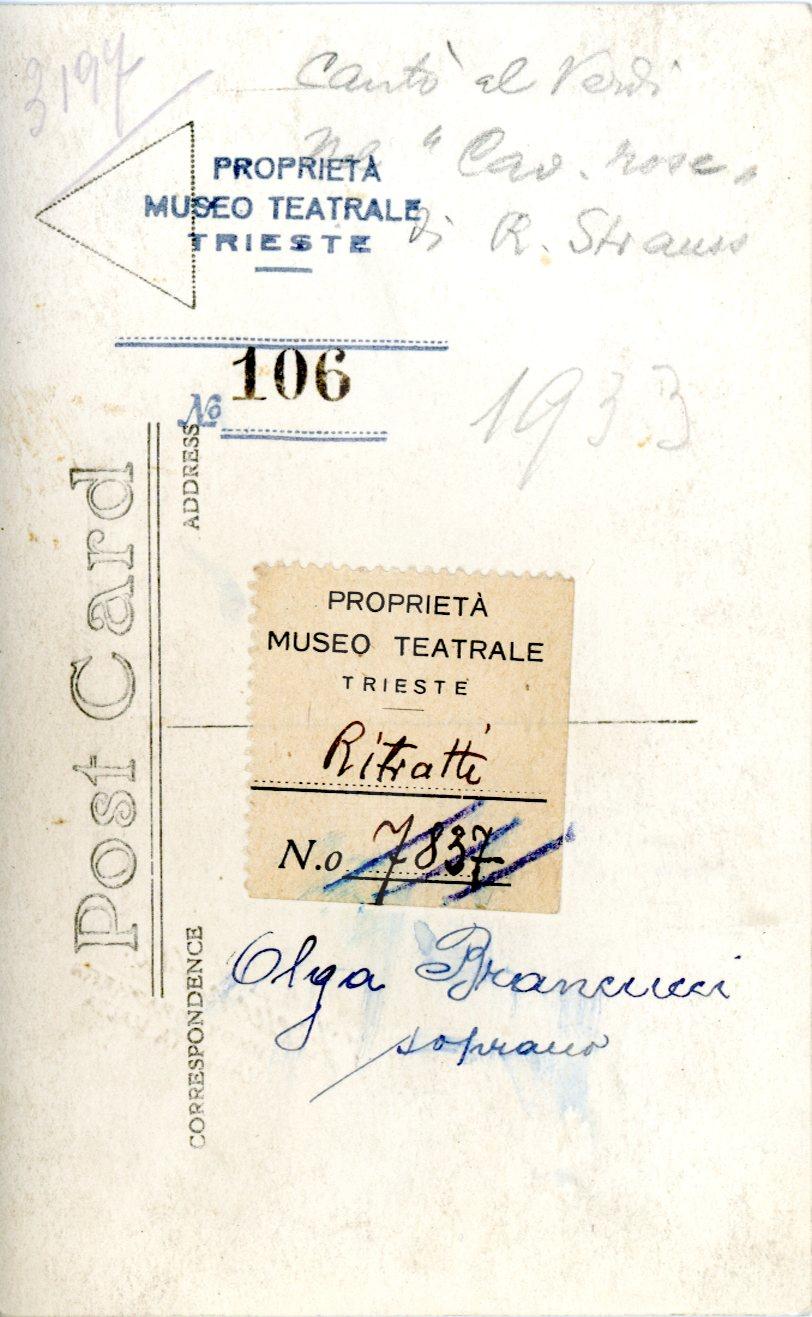 3197
Cantò al Verdi
nel "Cav. rose"
di R. Strauss
PROPRIETÀ
MUSEO TEATRALE
TRIESTE
No 106
1933
Post Card
ADDRESS
CORRESPONDENCE
PROPRIETÀ
MUSEO TEATRALE
TRIESTE
Ritratti
N.o 7837
Olga Brancucci
soprano